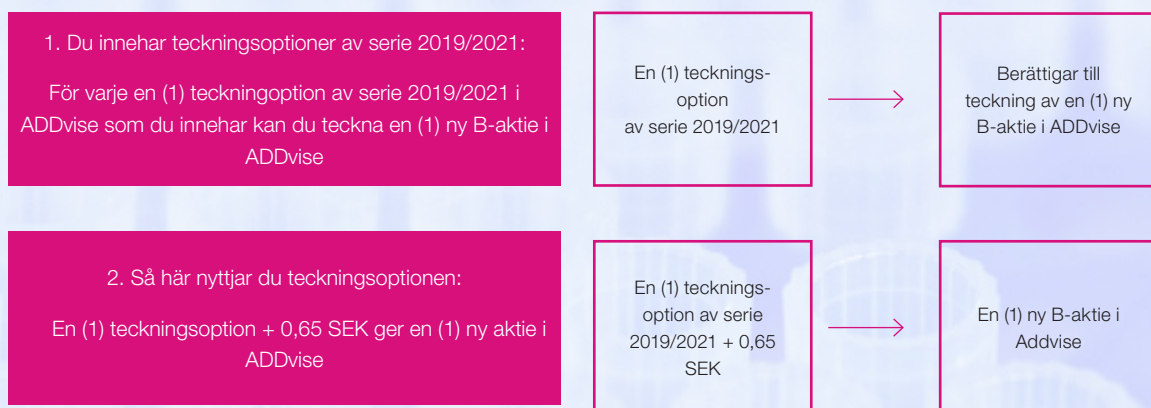 1. Du innehar teckningsoptioner av serie 2019/2021:
För varje en (1) teckningoption av serie 2019/2021 i
ADDvise som du innehar kan du teckna en (1) ny B-aktie i
ADDvise
En (1) tecknings-
option
av serie 2019/2021
Berättigar till
teckning av en (1) ny
B-aktie i ADDvise
2. Så här nyttjar du teckningsoptionen:
En (1) teckningsoption + 0,65 SEK ger en (1) ny aktie i
ADDvise
En (1) tecknings-
option av serie
2019/2021 + 0,65
SEK
En (1) ny B-aktie i
Addvise